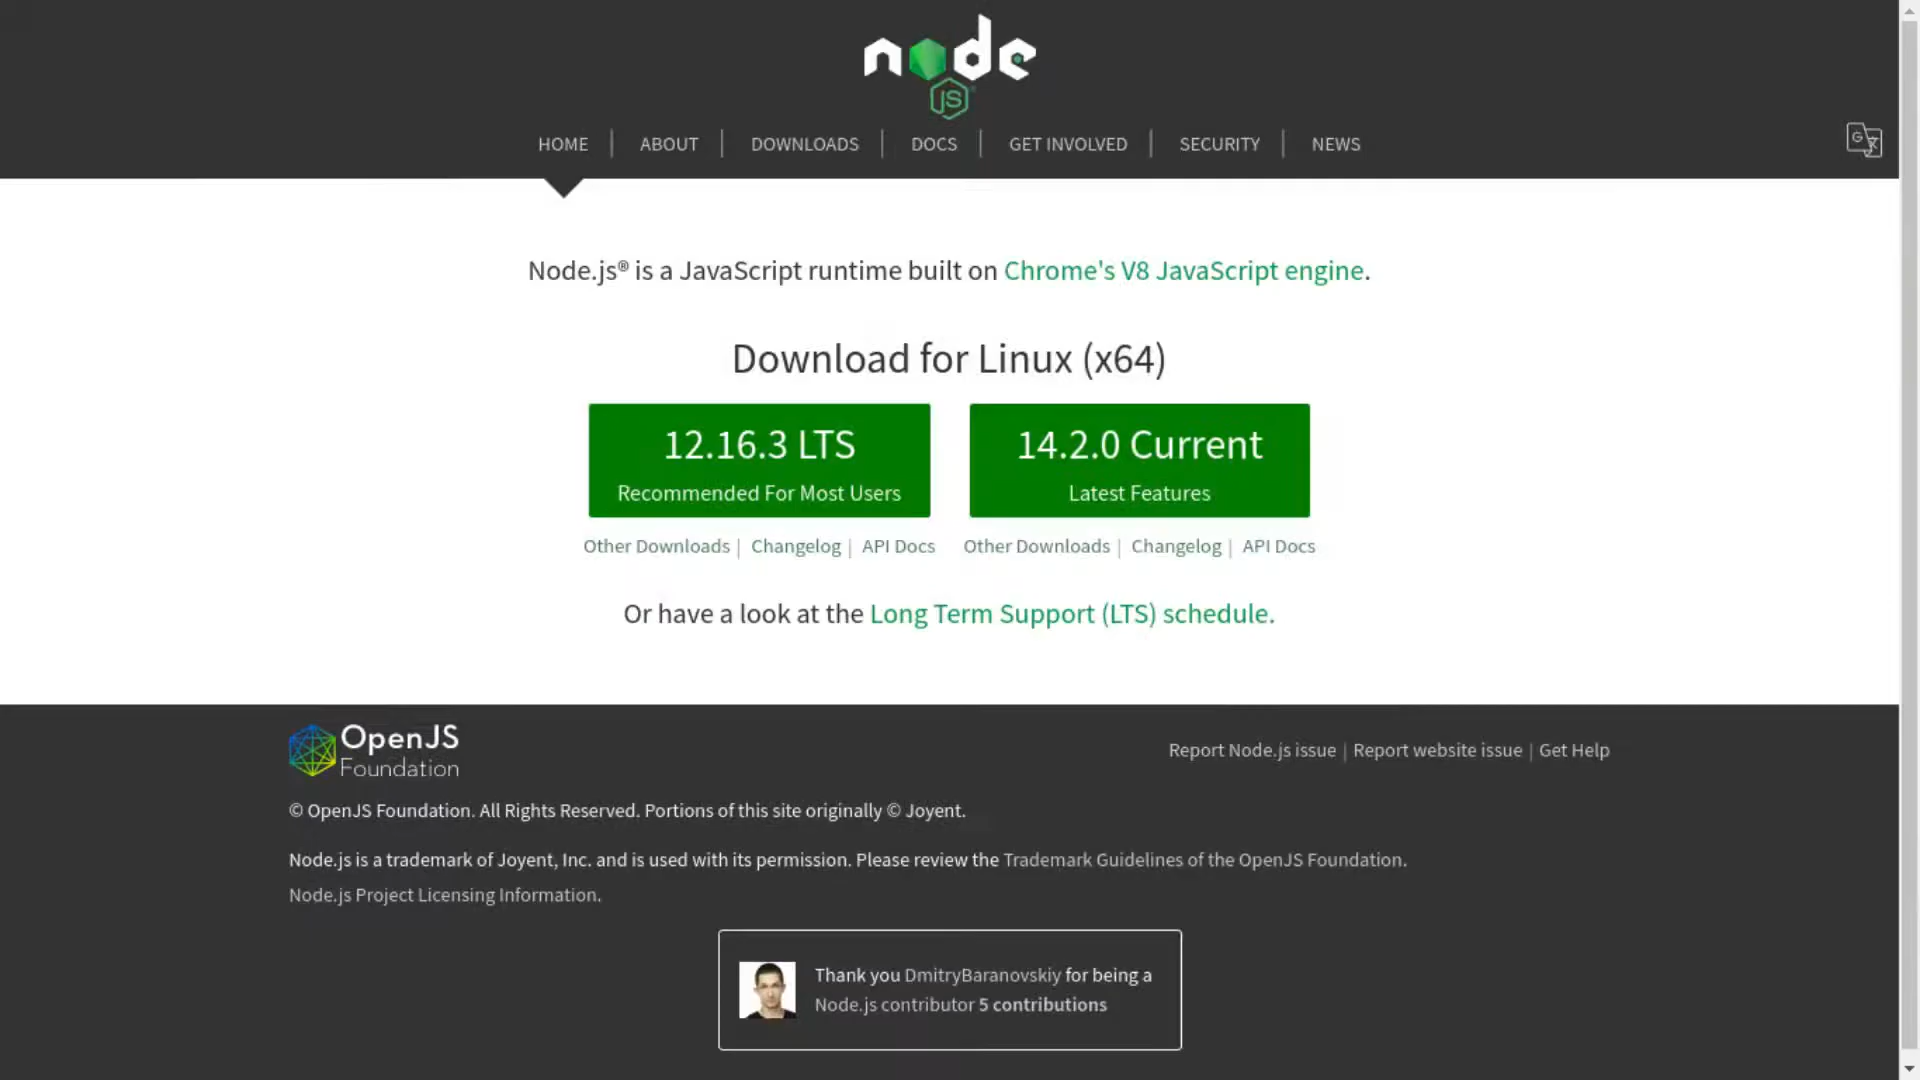 node
JS
HOME | ABOUT | DOWNLOADS | DOCS | GET INVOLVED | SECURITY | NEWS
Node.js® is a JavaScript runtime built on Chrome's V8 JavaScript engine.
Download for Linux (x64)
12.16.3 LTS
Recommended For Most Users
Other Downloads | Changelog | API Docs
14.2.0 Current
Latest Features
Other Downloads | Changelog | API Docs
Or have a look at the Long Term Support (LTS) schedule.
OpenJS
Foundation
Report Node.js issue | Report website issue | Get Help
© OpenJS Foundation. All Rights Reserved. Portions of this site originally © Joyent.
Node.js is a trademark of Joyent, Inc. and is used with its permission. Please review the Trademark Guidelines of the OpenJS Foundation.
Node.js Project Licensing Information.
Thank you DmitryBaranovskiy for being a
Node.js contributor 5 contributions